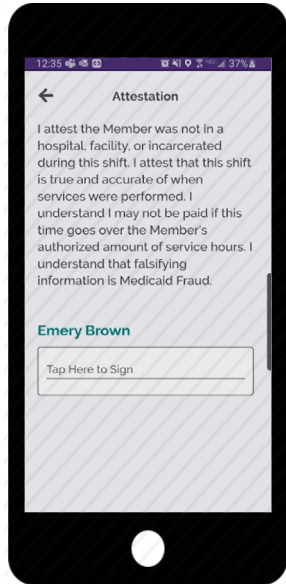 12:35 37%
Attestation
I attest the Member was not in a
hospital, facility, or incarcerated
during this shift. I attest that this shift
is true and accurate of when
services were performed. I
understand I may not be paid if this
time goes over the Member's
authorized amount of service hours. I
understand that falsifying
information is Medicaid Fraud.
Emery Brown
Tap Here to Sign